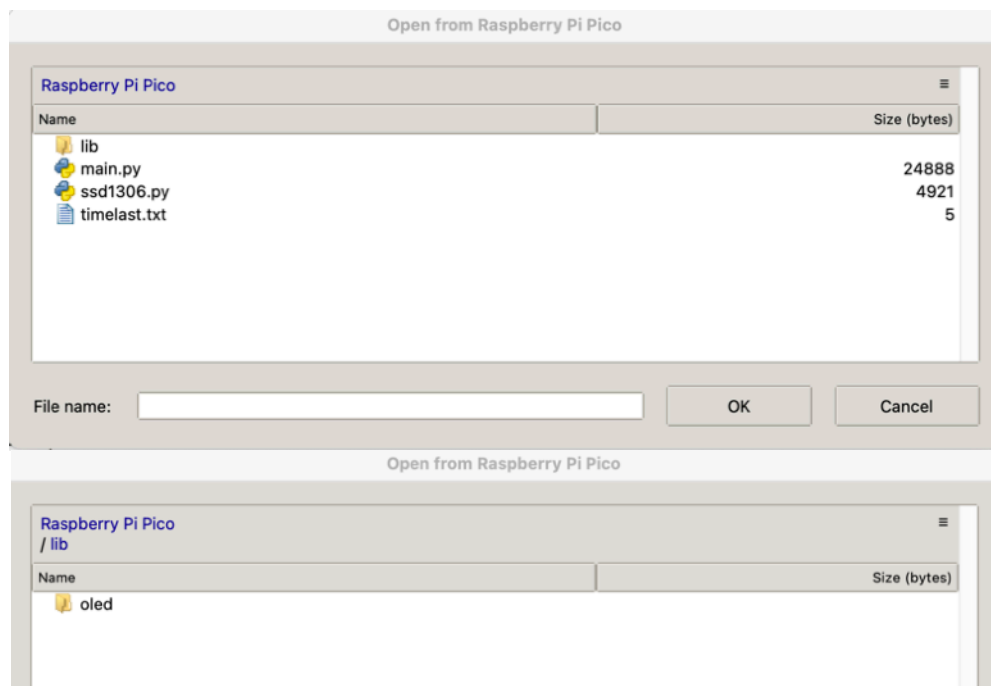 Open from Raspberry Pi Pico
Raspberry Pi Pico ≡
Name Size (bytes)
lib
main.py 24888
ssd1306.py 4921
timelast.txt 5
File name: OK Cancel
Open from Raspberry Pi Pico
Raspberry Pi Pico ≡
/ lib
Name Size (bytes)
oled